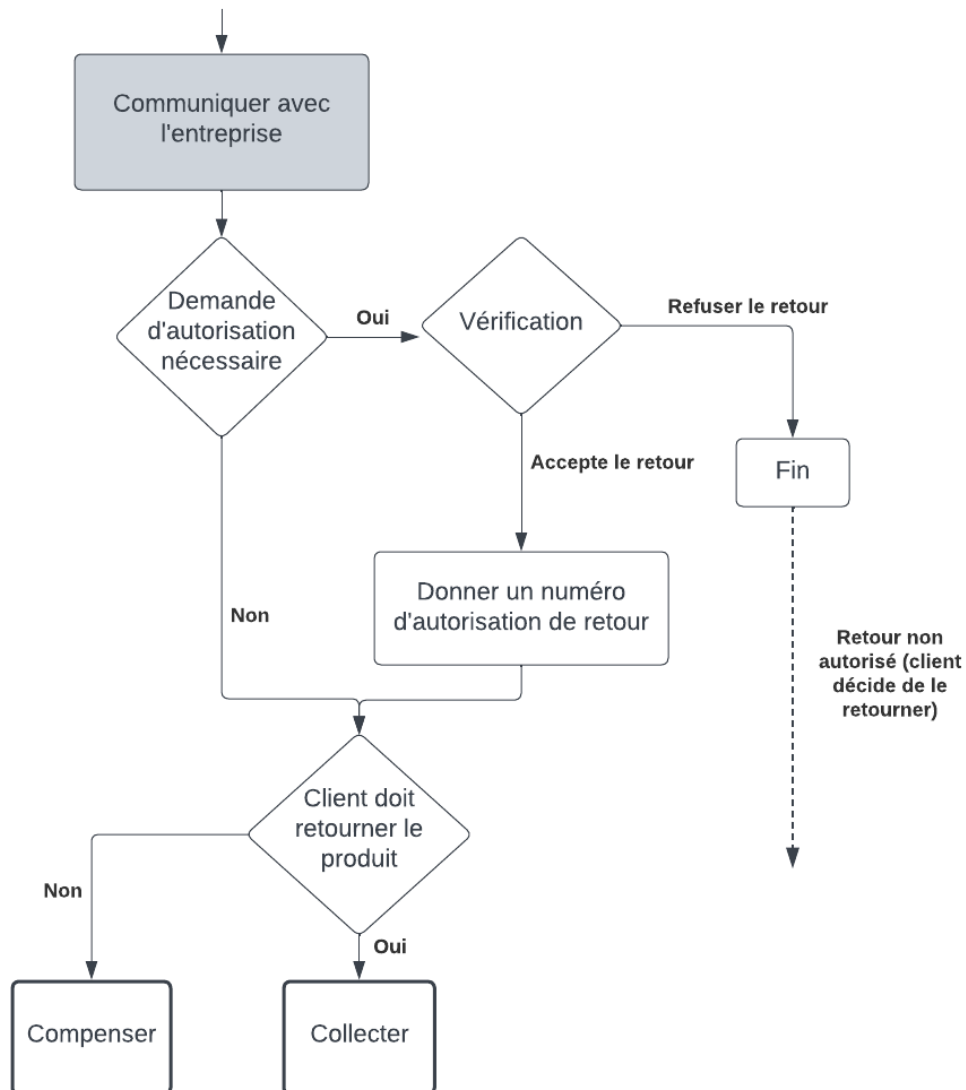 Communiquer avec
l'entreprise
Demande
d'autorisation
nécessaire
Oui
Vérification
Refuser le retour
Accepte le retour
Fin
Donner un numéro
d'autorisation de retour
Non
Retour non
autorisé (client
décide de le
retourner)
Client doit
retourner le
produit
Non
Oui
Compenser
Collecter